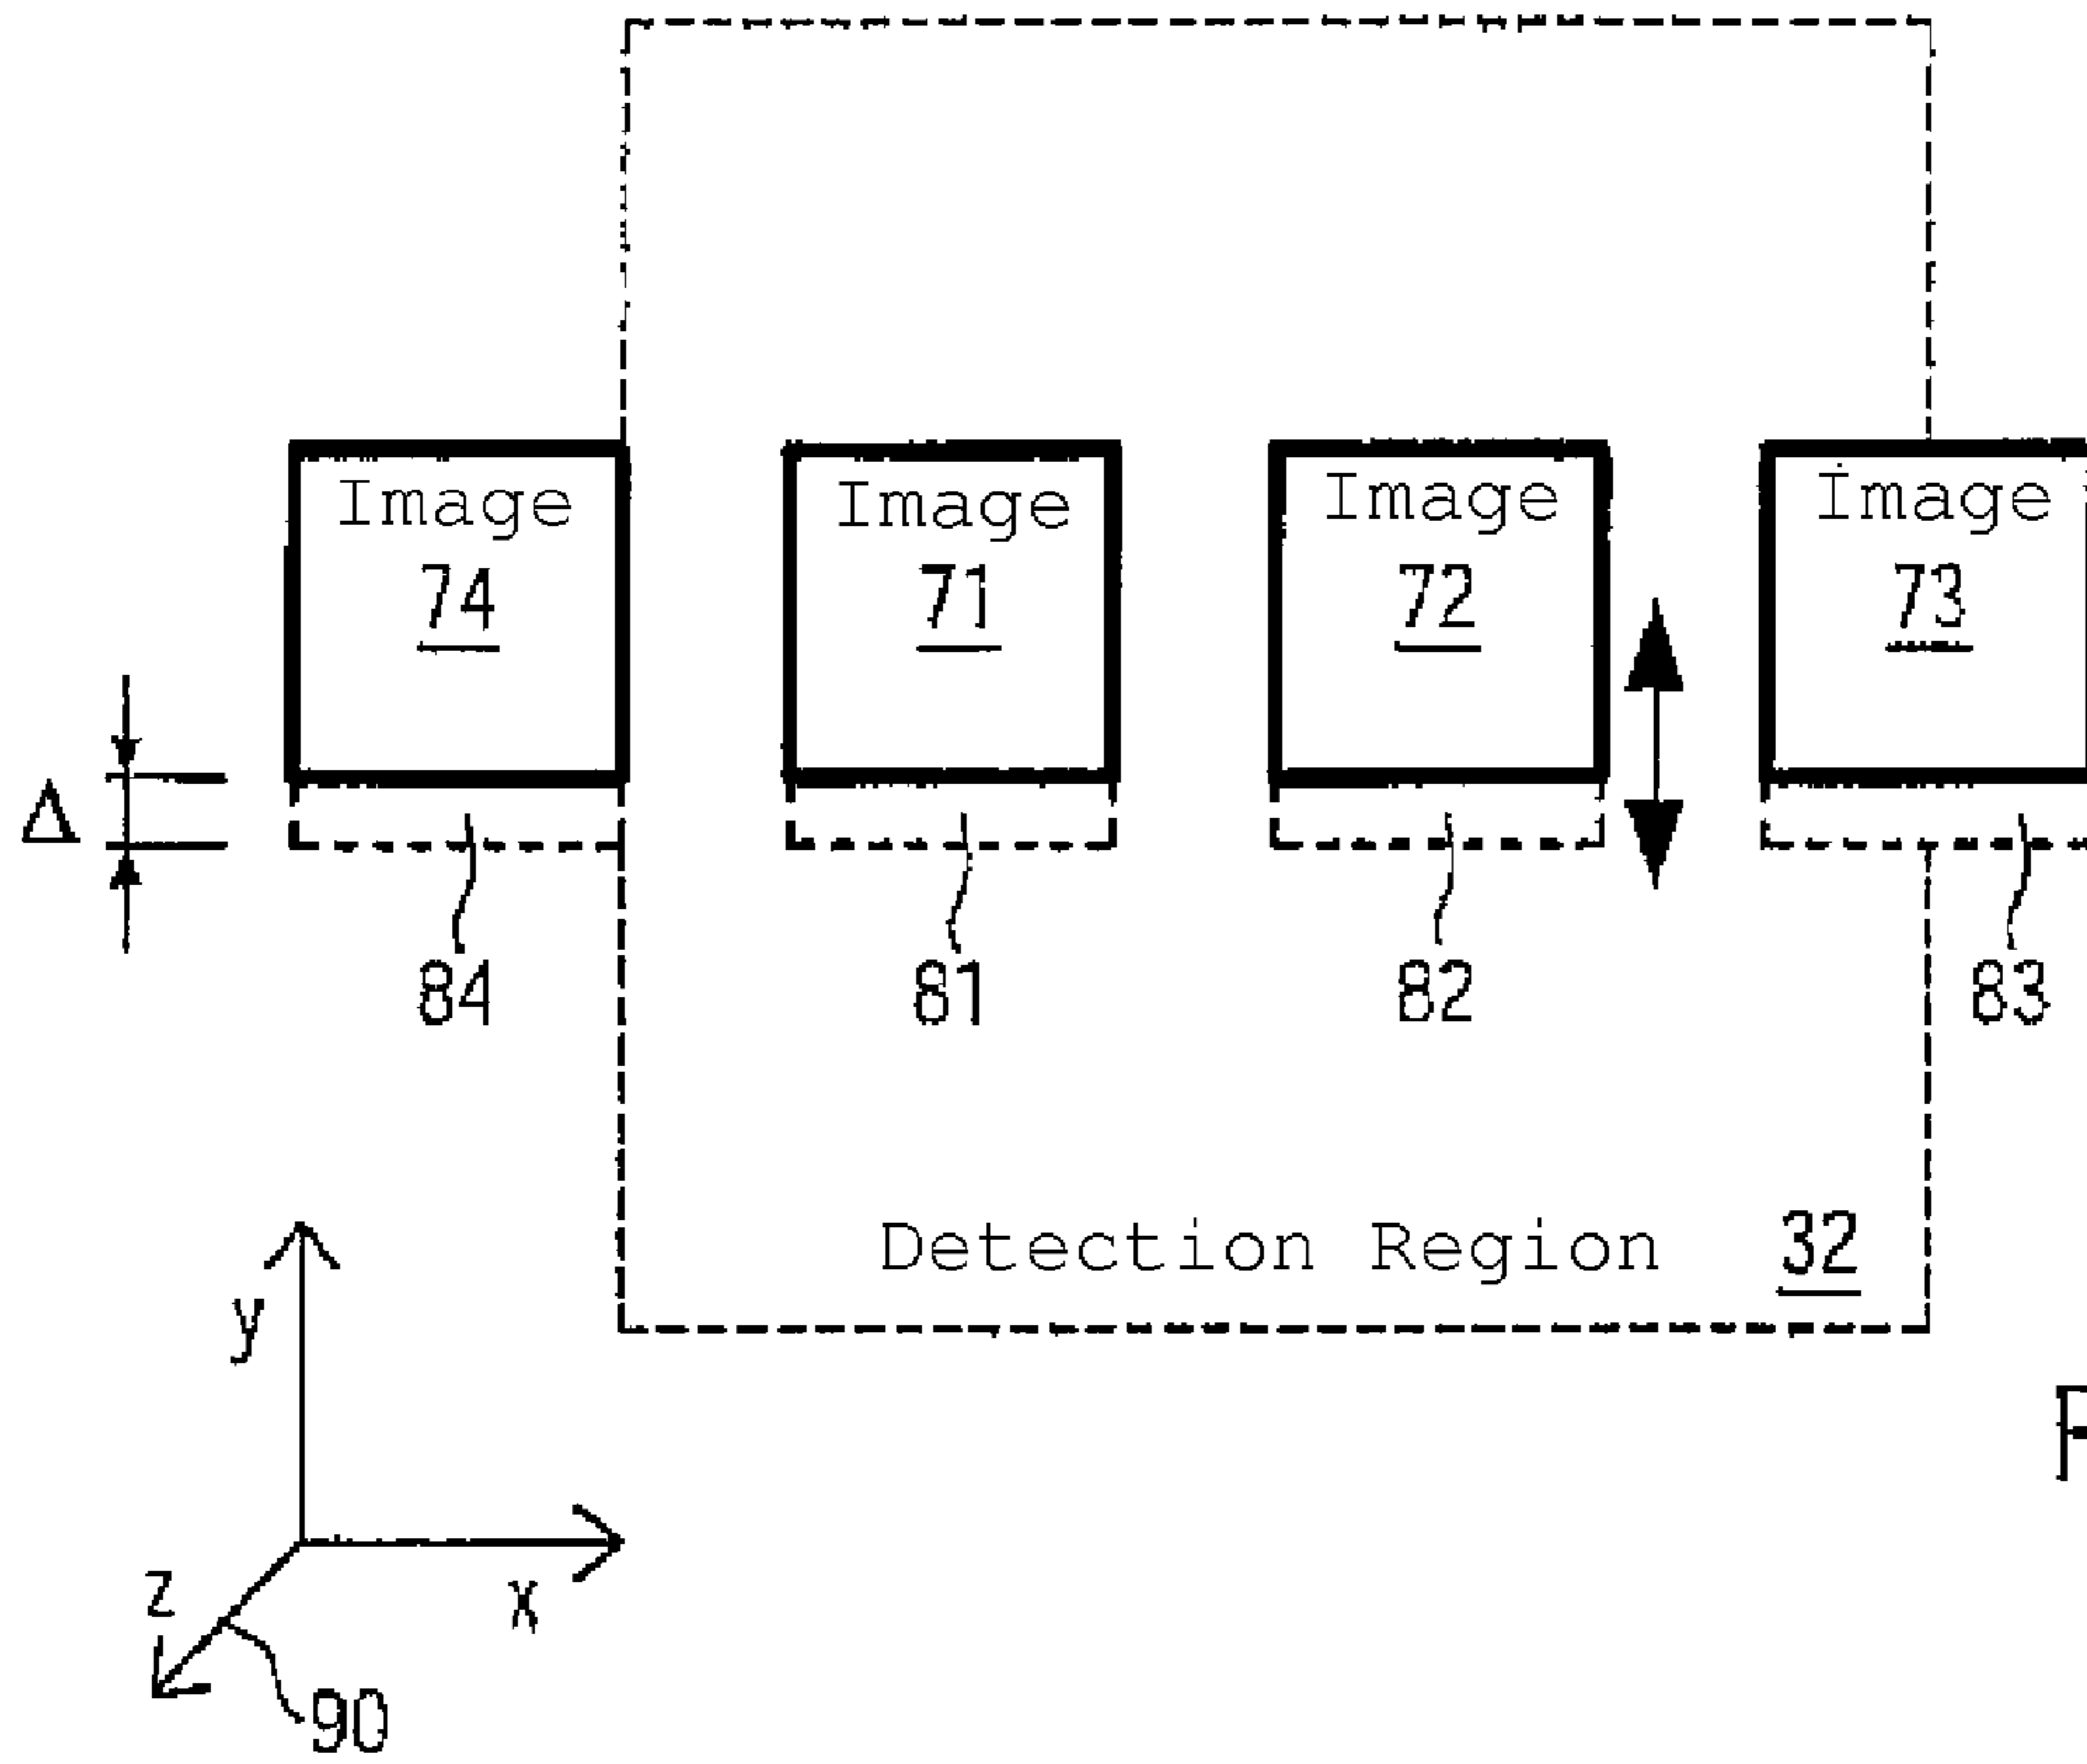 Image Image Image Image
74 71 72 73
Δ
84 81 82 83
Detection Region 32
y
z
x
90